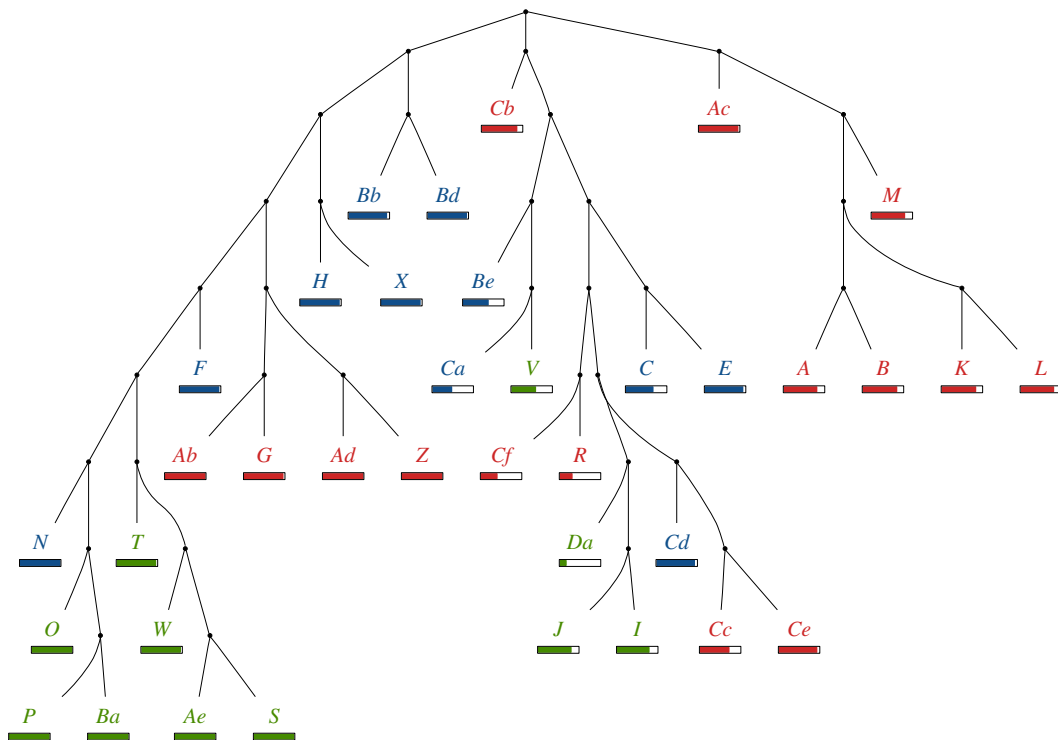 Cb Ac
Bb Bd M
H X Be
F Ca V C E A B K L
Ab G Ad Z Cf R
N T Da Cd
O W J I Cc Ce
P Ba Ae S